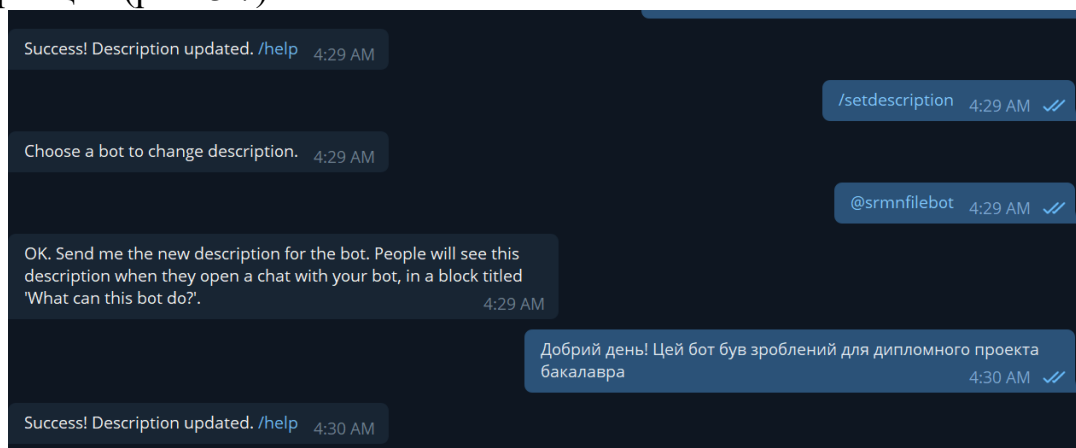 Success! Description updated. /help 4:29 AM
/setdescription 4:29 AM
Choose a bot to change description. 4:29 AM
@srmnfilebot 4:29 AM
OK. Send me the new description for the bot. People will see this
description when they open a chat with your bot, in a block titled
'What can this bot do?'. 4:29 AM
Добрий день! Цей бот був зроблений для дипломного проекта
бакалавра 4:30 AM
Success! Description updated. /help 4:30 AM